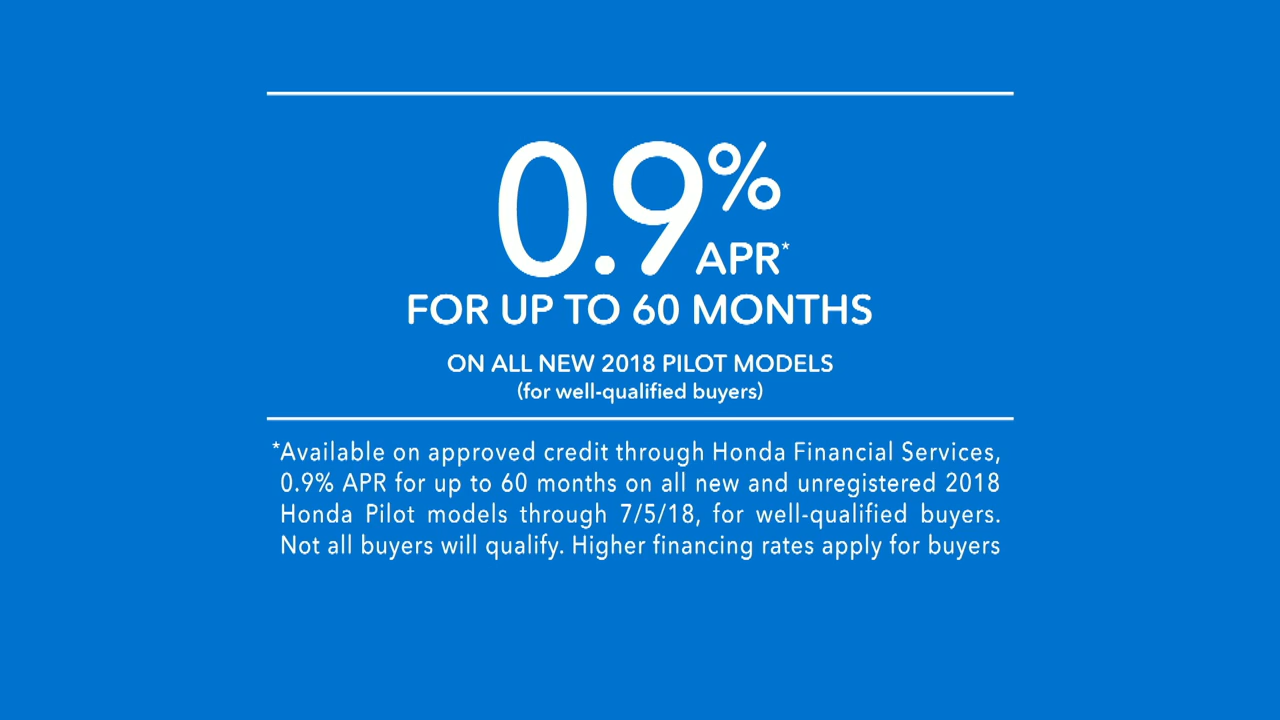 0.9%
APR*
FOR UP TO 60 MONTHS
ON ALL NEW 2018 PILOT MODELS
(for well-qualified buyers)
*Available on approved credit through Honda Financial Services,
0.9% APR for up to 60 months on all new and unregistered 2018
Honda Pilot models through 7/5/18, for well-qualified buyers.
Not all buyers will qualify. Higher financing rates apply for buyers